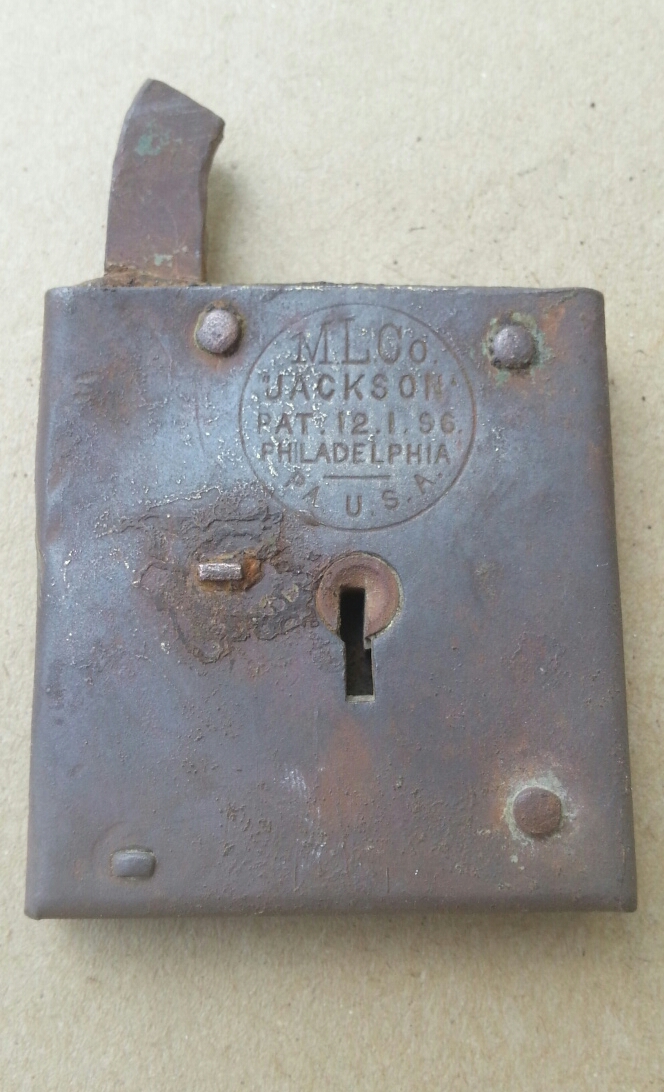 M.L.Co.
"JACKSON"
PAT. 12.1.96.
PHILADELPHIA
PA. U.S.A.